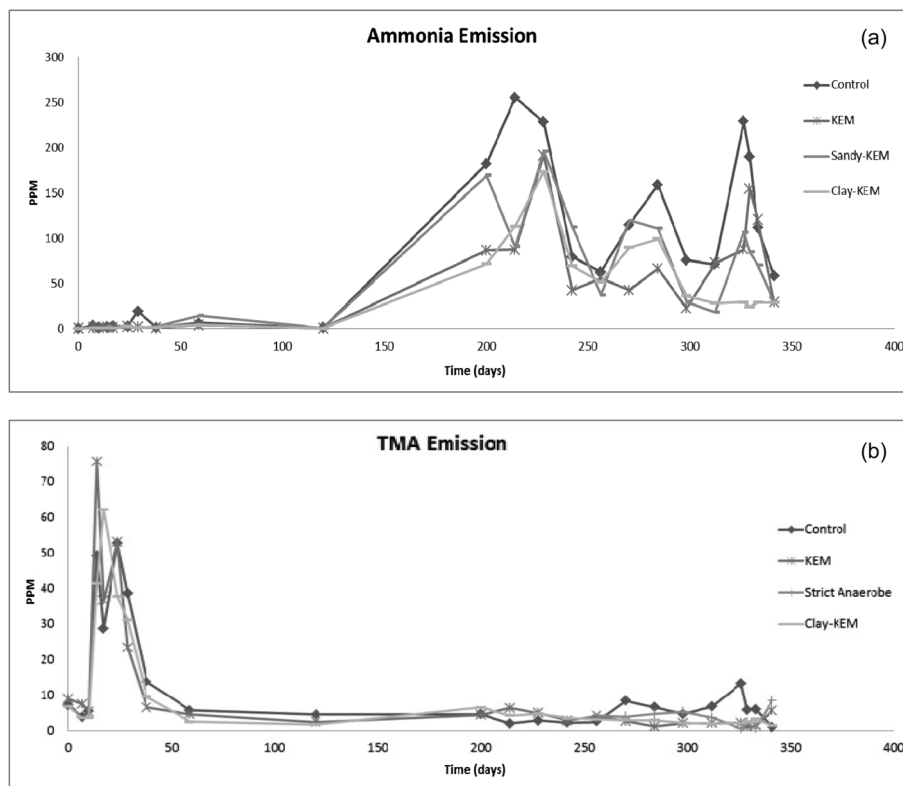 Ammonia Emission
(a)
300
250
200
150
100
50
0
PPM
0
50
100
150
200
250
300
350
400
Time (days)
Control
KEM
Sandy-KEM
Clay-KEM
TMA Emission
(b)
80
70
60
50
40
30
20
10
0
PPM
0
50
100
150
200
250
300
350
400
Time (days)
Control
KEM
Strict Anaerobe
Clay-KEM